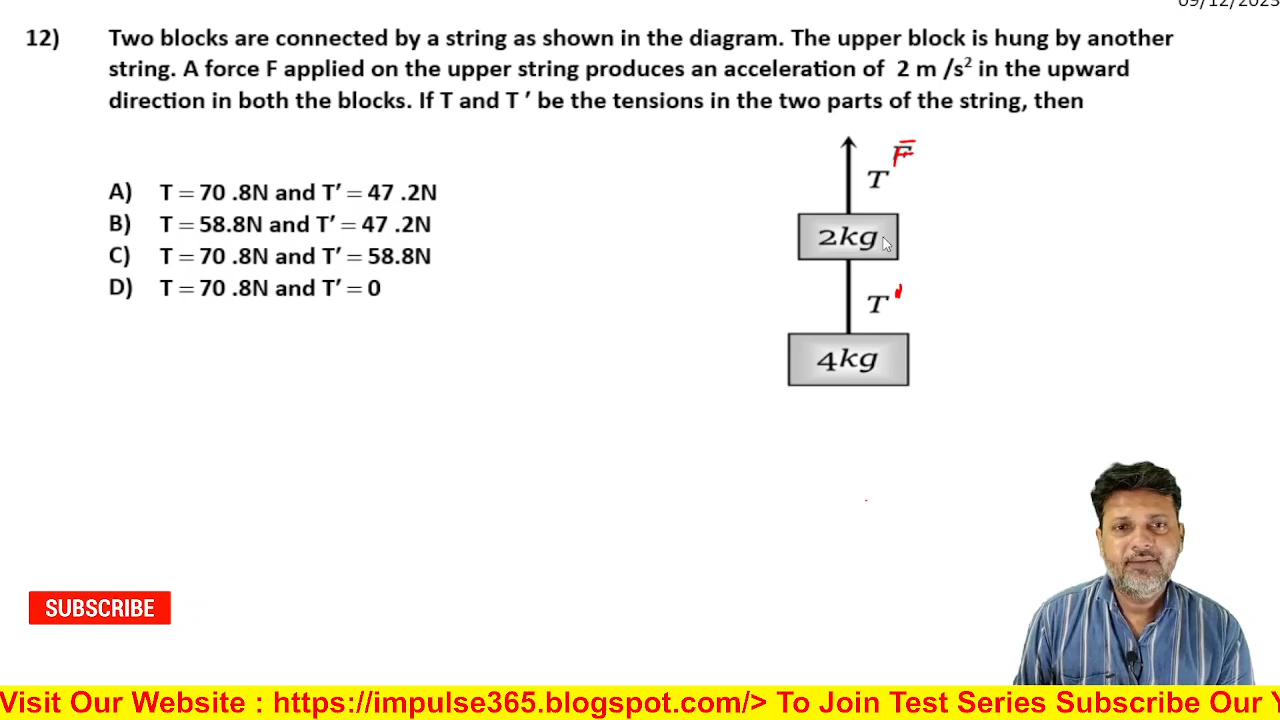 09/12/2023
12) Two blocks are connected by a string as shown in the diagram. The upper block is hung by another
string. A force F applied on the upper string produces an acceleration of 2 m /s² in the upward
direction in both the blocks. If T and T ′ be the tensions in the two parts of the string, then
F
T
A) T = 70 .8N and T′ = 47 .2N
B) T = 58.8N and T′ = 47 .2N
2kg
C) T = 70 .8N and T′ = 58.8N
D) T = 70 .8N and T′ = 0
T '
4kg
SUBSCRIBE
Visit Our Website : https://impulse365.blogspot.com/> To Join Test Series Subscribe Our Y